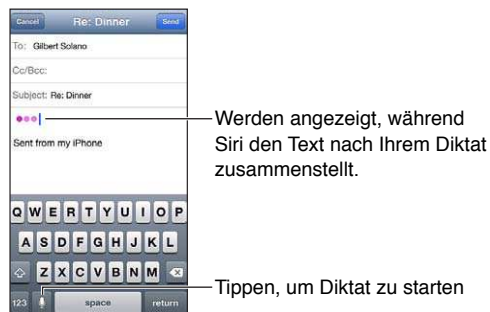 Cancel Re: Dinner Send
To: Gilbert Solano
Cc/Bcc:
Subject: Re: Dinner
Sent from my iPhone
Werden angezeigt, während
Siri den Text nach Ihrem Diktat
zusammenstellt.
Q W E R T Y U I O P
A S D F G H J K L
Z X C V B N M
Tippen, um Diktat zu starten
123 space return